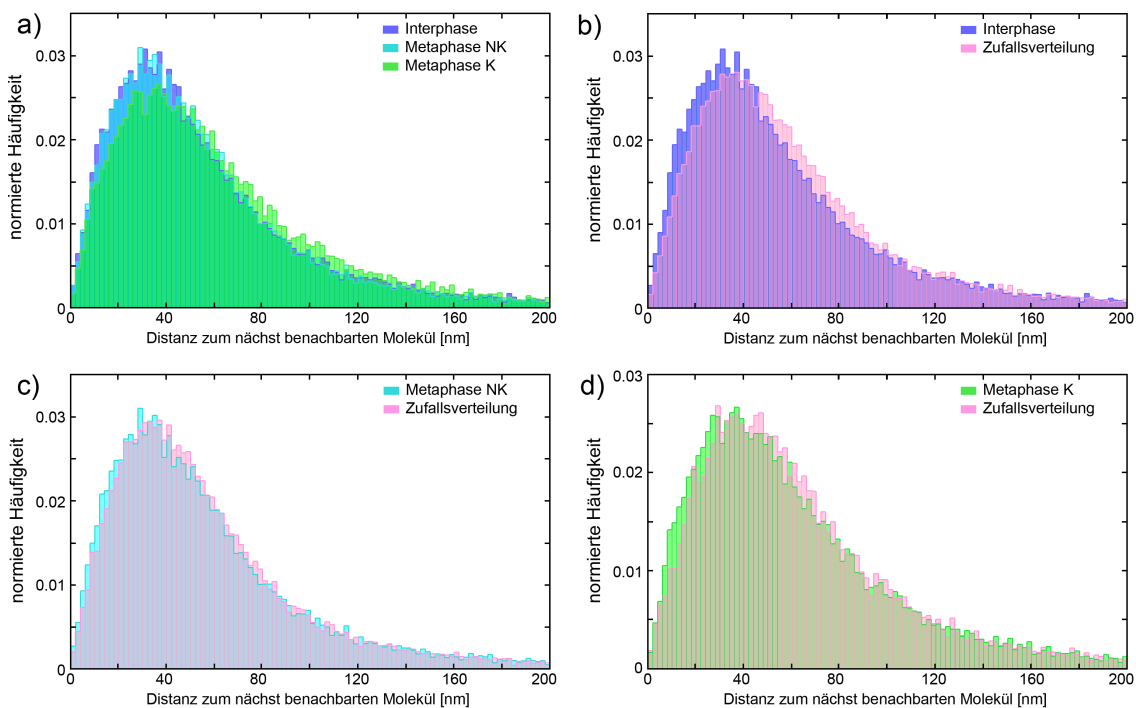 a)
Interphase
Metaphase NK
Metaphase K
normierte Häufigkeit
0.03
0.02
0.01
0
0 40 80 120 160 200
Distanz zum nächst benachbarten Molekül [nm]
b)
Interphase
Zufallsverteilung
normierte Häufigkeit
0.03
0.02
0.01
0
0 40 80 120 160 200
Distanz zum nächst benachbarten Molekül [nm]
c)
Metaphase NK
Zufallsverteilung
normierte Häufigkeit
0.03
0.02
0.01
0
0 40 80 120 160 200
Distanz zum nächst benachbarten Molekül [nm]
d)
Metaphase K
Zufallsverteilung
normierte Häufigkeit
0.03
0.02
0.01
0
0 40 80 120 160 200
Distanz zum nächst benachbarten Molekül [nm]